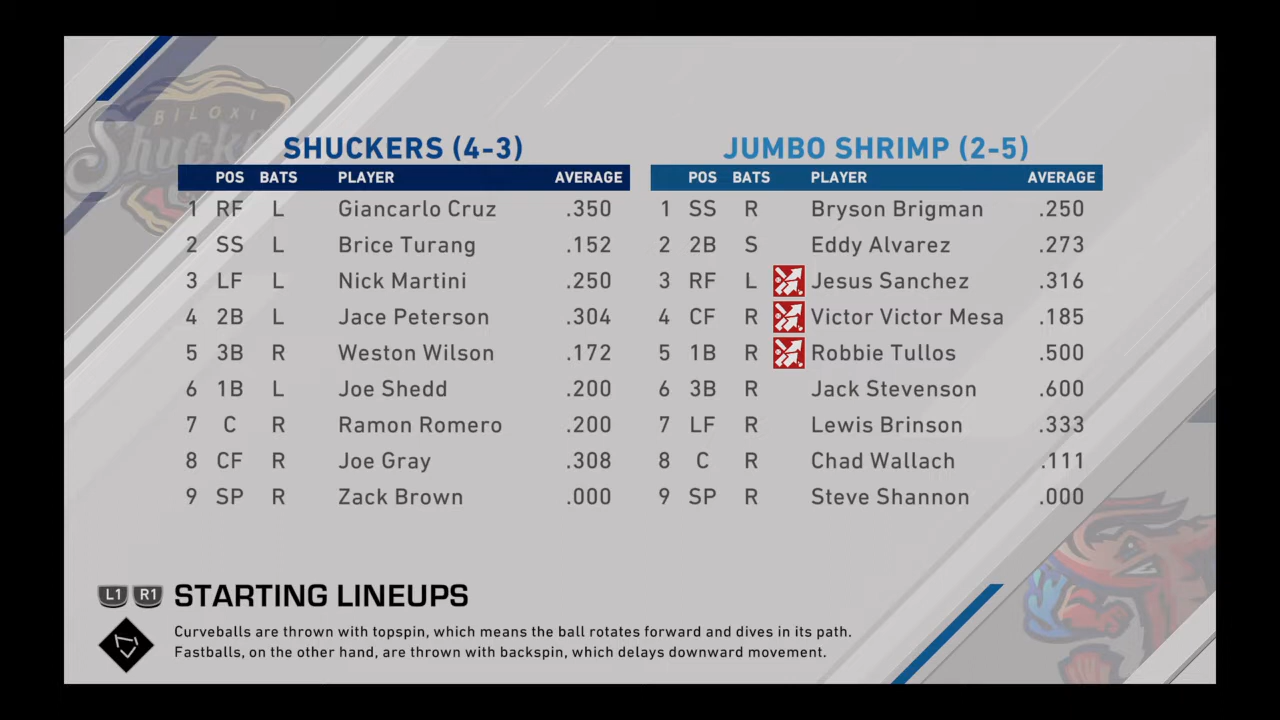 BILOXI
Shuckers
SHUCKERS (4-3)
POS BATS PLAYER AVERAGE
1 RF L Giancarlo Cruz .350
2 SS L Brice Turang .152
3 LF L Nick Martini .250
4 2B L Jace Peterson .304
5 3B R Weston Wilson .172
6 1B L Joe Shedd .200
7 C R Ramon Romero .200
8 CF R Joe Gray .308
9 SP R Zack Brown .000
JUMBO SHRIMP (2-5)
POS BATS PLAYER AVERAGE
1 SS R Bryson Brigman .250
2 2B S Eddy Alvarez .273
3 RF L Jesus Sanchez .316
4 CF R Victor Victor Mesa .185
5 1B R Robbie Tullos .500
6 3B R Jack Stevenson .600
7 LF R Lewis Brinson .333
8 C R Chad Wallach .111
9 SP R Steve Shannon .000
L1 R1 STARTING LINEUPS
Curveballs are thrown with topspin, which means the ball rotates forward and dives in its path.
Fastballs, on the other hand, are thrown with backspin, which delays downward movement.